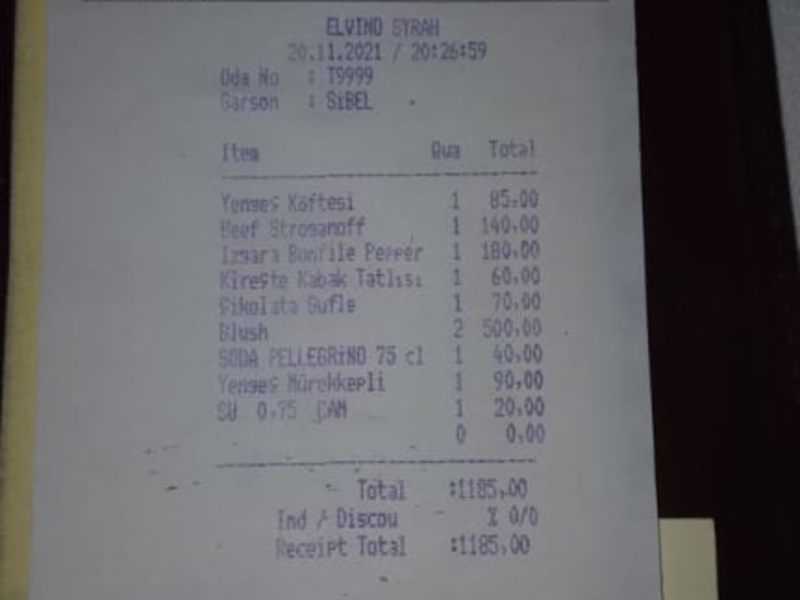 ELVINO SYRAH
20.11.2021 / 20:26:59
Oda No : T9999
Garson : SiBEL
Item Qua Total
Yengeç Köftesi 1 85,00
Beef Stroganoff 1 140,00
Izgara Bonfile Pepper 1 180,00
Kireçte Kabak Tatlısı 1 60,00
Çikolata Sufle 1 70,00
Blush 2 500,00
SODA PELLEGRiNO 75 cl 1 40,00
Yengeç Mürekkepli 1 90,00
SU 0,75 CAM 1 20,00
0 0,00
Total :1185,00
Ind / Discou % 0/0
Receipt Total :1185,00